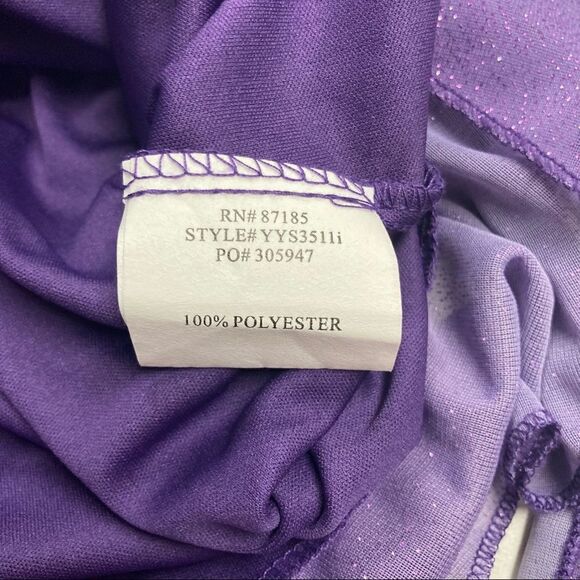 RN# 87185
STYLE# YYS3511i
PO# 305947
100% POLYESTER